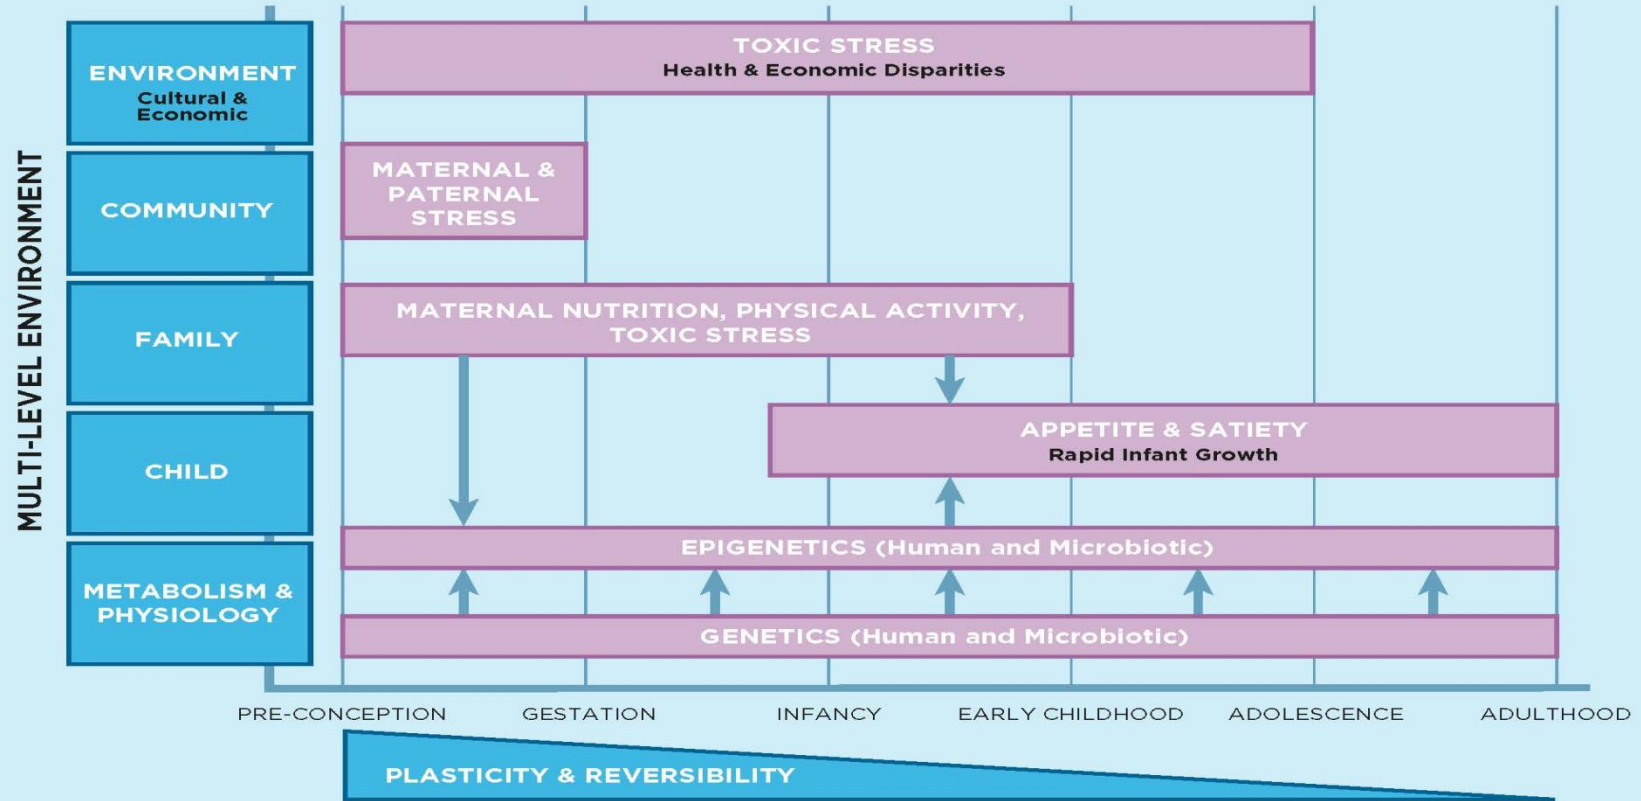 MULTI-LEVEL ENVIRONMENT
ENVIRONMENT
Cultural &
Economic
TOXIC STRESS
Health & Economic Disparities
COMMUNITY
MATERNAL &
PATERNAL
STRESS
FAMILY
MATERNAL NUTRITION, PHYSICAL ACTIVITY,
TOXIC STRESS
CHILD
APPETITE & SATIETY
Rapid Infant Growth
METABOLISM &
PHYSIOLOGY
EPIGENETICS (Human and Microbiotic)
GENETICS (Human and Microbiotic)
PRE-CONCEPTION GESTATION INFANCY EARLY CHILDHOOD ADOLESCENCE ADULTHOOD
PLASTICITY & REVERSIBILITY